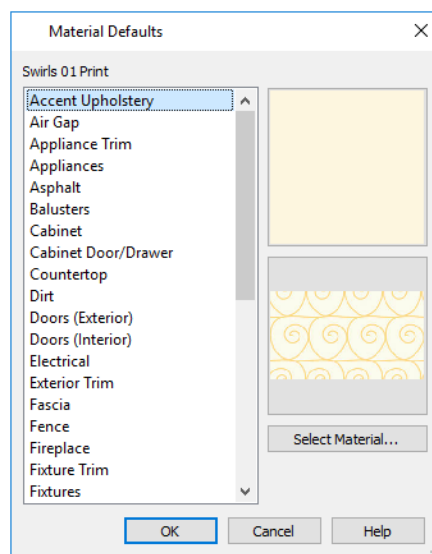 Material Defaults
Swirls 01 Print
Accent Upholstery
Air Gap
Appliance Trim
Appliances
Asphalt
Balusters
Cabinet
Cabinet Door/Drawer
Countertop
Dirt
Doors (Exterior)
Doors (Interior)
Electrical
Exterior Trim
Fascia
Fence
Fireplace
Fixture Trim
Fixtures
Select Material...
OK
Cancel
Help